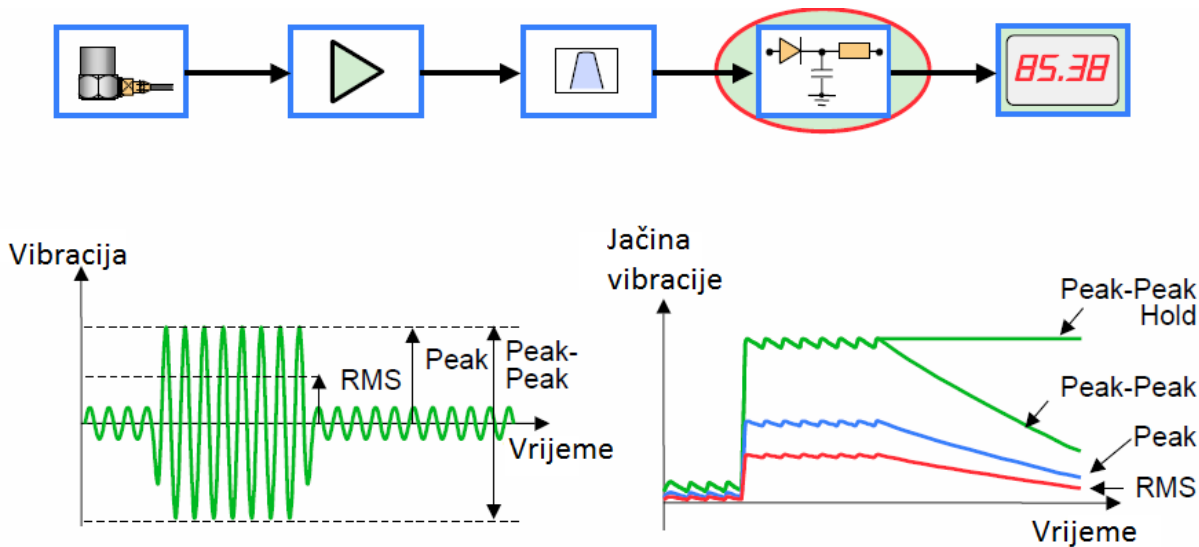 85.38
Vibracija
Peak
Peak-
Peak
RMS
Vrijeme
Jačina
vibracije
Peak-Peak
Hold
Peak-Peak
Peak
RMS
Vrijeme